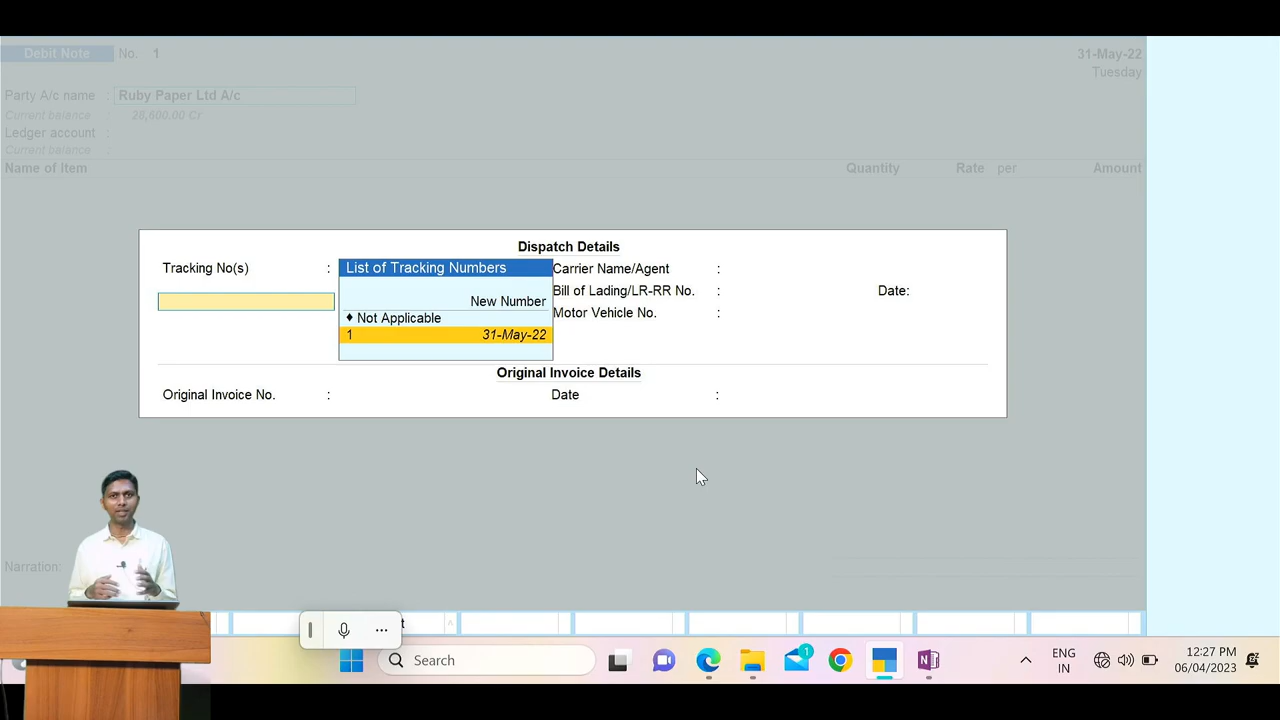 Debit Note No. 1 31-May-22
Tuesday
Party A/c name : Ruby Paper Ltd A/c
Current balance : 28,600.00 Cr
Ledger account :
Current balance :
Name of Item Quantity Rate per Amount
Dispatch Details
Tracking No(s) : List of Tracking Numbers Carrier Name/Agent :
New Number Bill of Lading/LR-RR No. : Date:
♦ Not Applicable Motor Vehicle No. :
1 31-May-22
Original Invoice Details
Original Invoice No. : Date :
Narration:
Search
1
ENG
IN
12:27 PM
06/04/2023